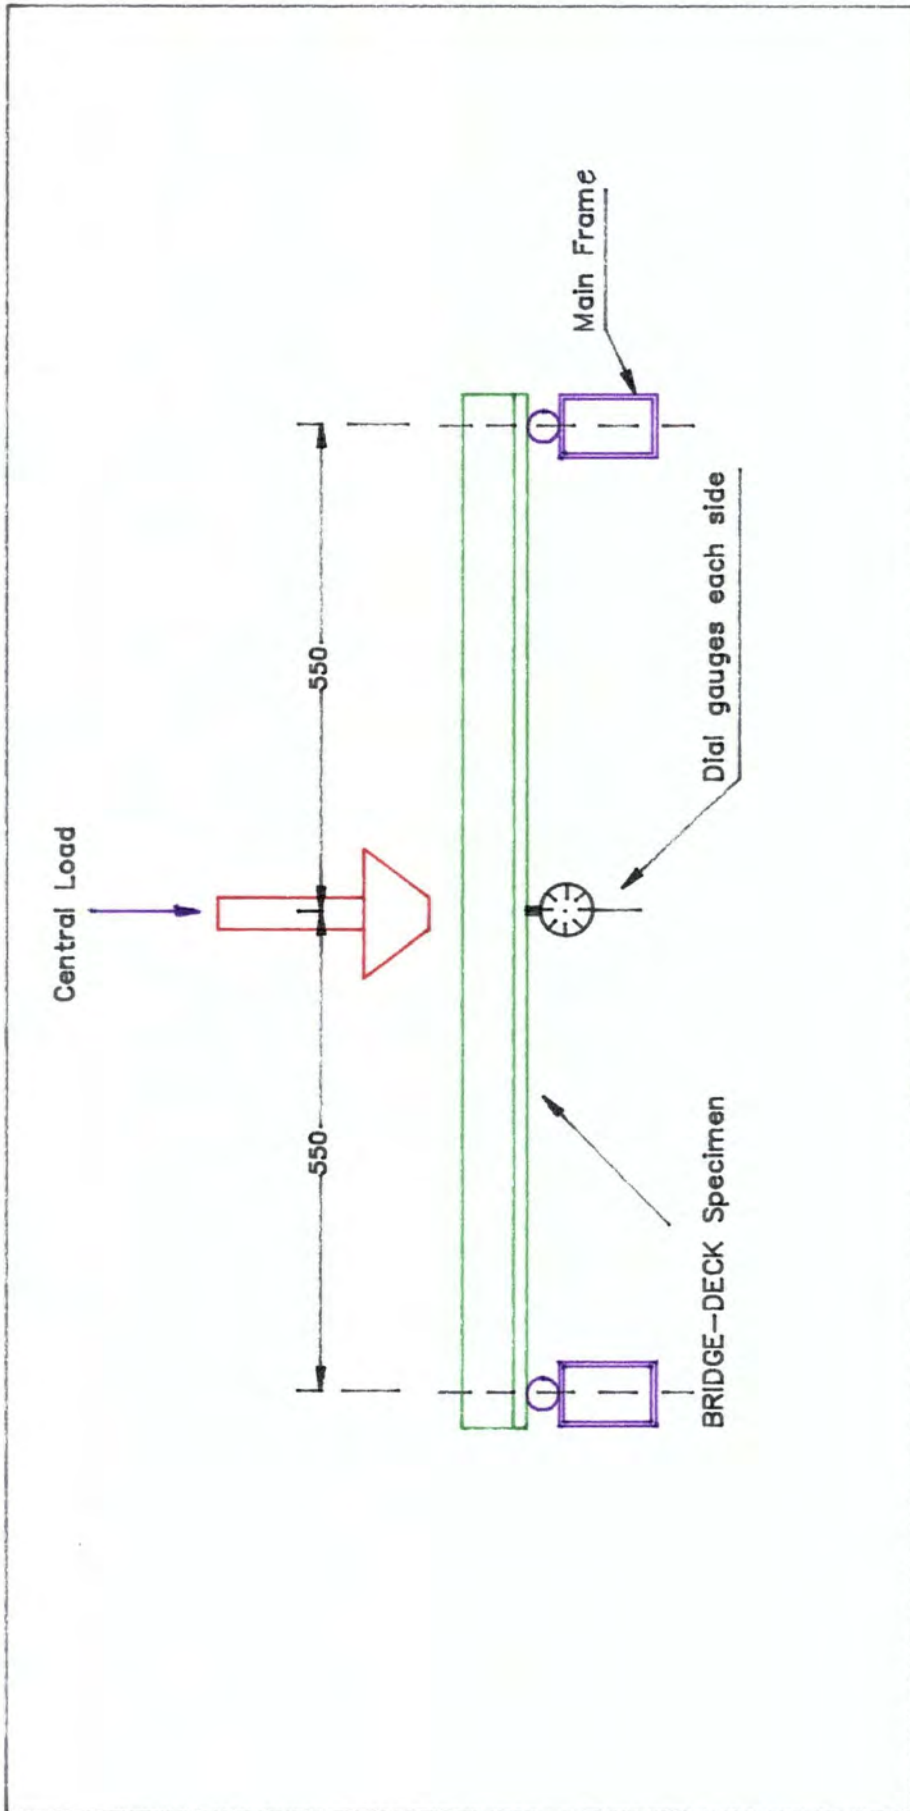 Central Load
550
550
Main Frame
Dial gauges each side
BRIDGE-DECK Specimen